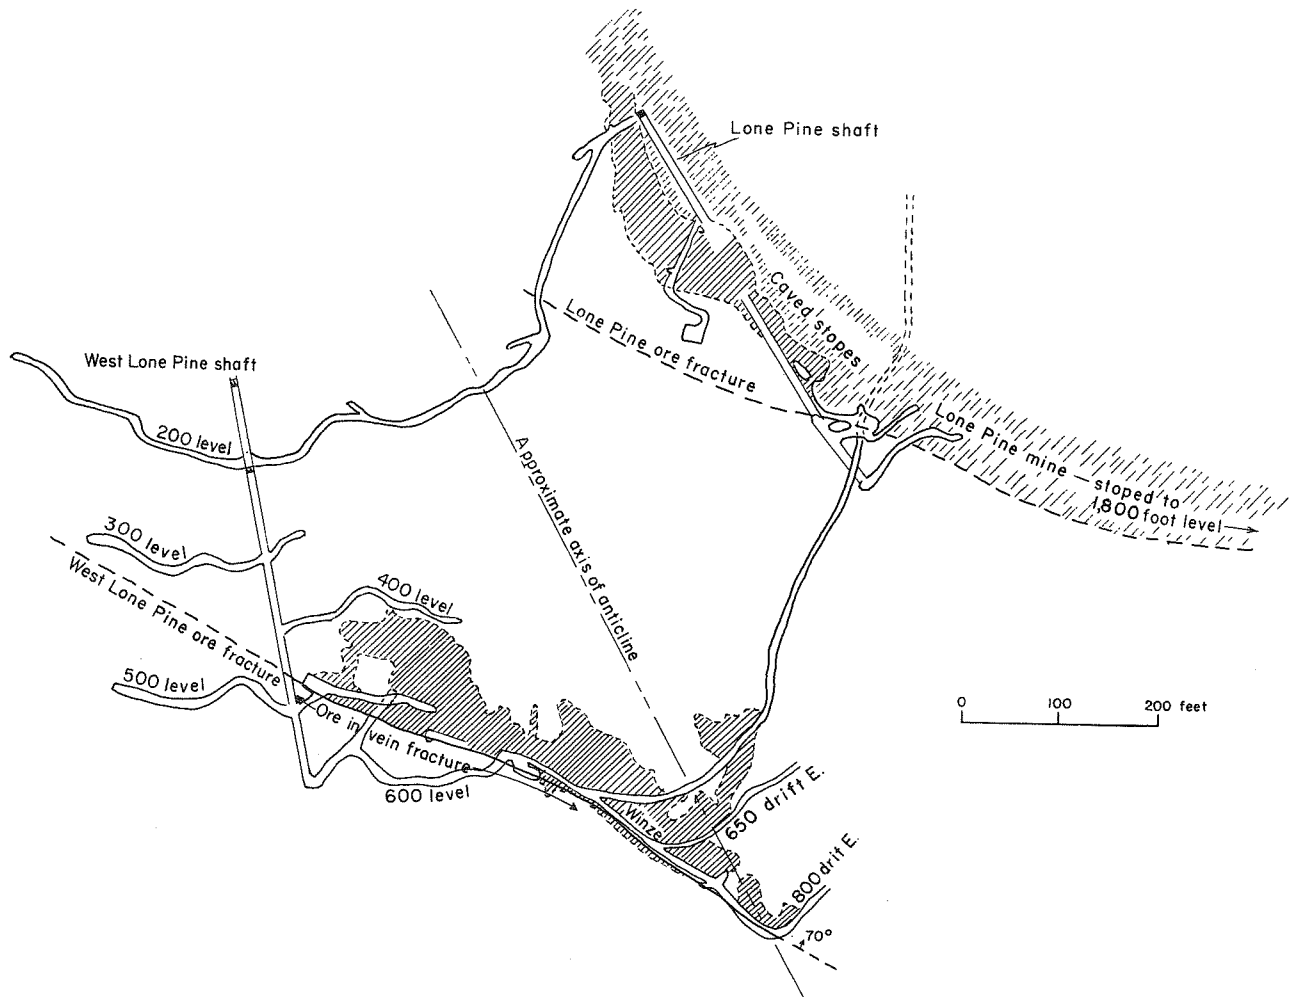 Lone Pine shaft
Caved stopes
Lone Pine ore fracture
West Lone Pine shaft
200 level
Lone Pine mine
stoped to
1,800 foot level
Approximate axis of anticline
300 level
West Lone Pine ore fracture
400 level
500 level
Ore in vein fracture
600 level
0 100 200 feet
Winze
650 drift E.
800 drit E.
70°